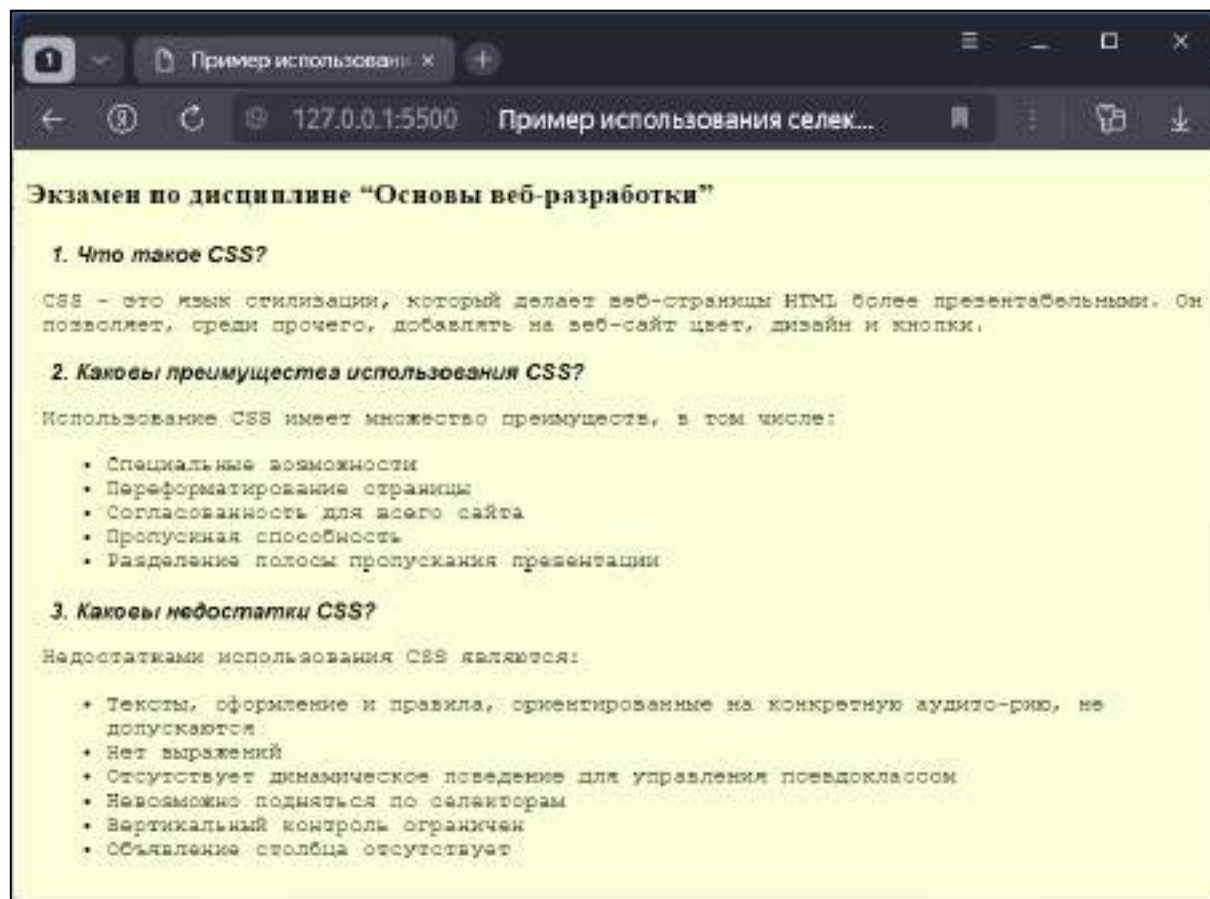 1
Пример использовани
127.0.0.1:5500 Пример использования селек...
Экзамен по дисциплине “Основы веб-разработки”
1. Что такое CSS?
CSS - это язык стилизации, который делает веб-страницы HTML более презентабельными. Он
позволяет, среди прочего, добавлять на веб-сайт цвет, дизайн и кнопки.
2. Каковы преимущества использования CSS?
Использование CSS имеет множество преимуществ, в том числе:
• Специальные возможности
• Переформатирование страницы
• Согласованность для всего сайта
• Пропускная способность
• Разделение полосы пропускания презентации
3. Каковы недостатки CSS?
Недостатками использования CSS являются:
• Тексты, оформление и правила, ориентированные на конкретную аудито-рию, не
допускаются
• Нет выражений
• Отсутствует динамическое поведение для управления псевдоклассом
• Невозможно подняться по селекторам
• Вертикальный контроль ограничен
• Объявление столбца отсутствует